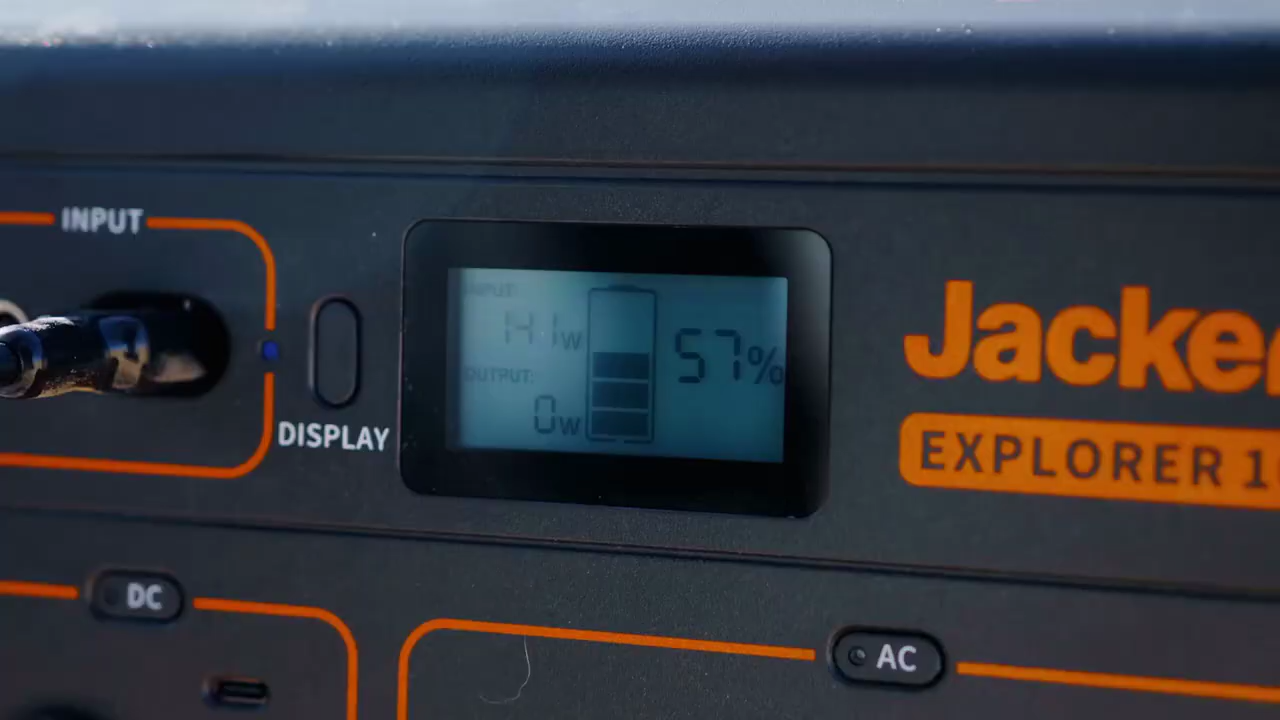 INPUT
DISPLAY
INPUT:
141W
OUTPUT:
0W
57%
Jacke
EXPLORER 1
DC
AC